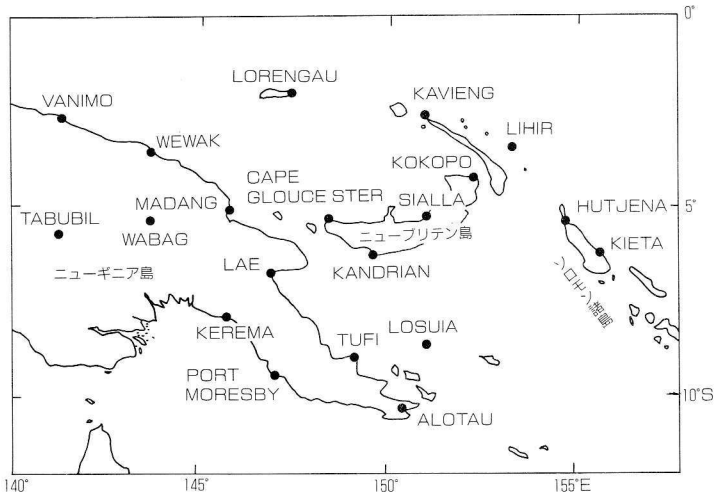 0°
LORENGAU
VANIMO
KAVIENG
LIHIR
WEWAK
KOKOPO
CAPE
GLOUCE STER
MADANG
SIALLA
HUTJENA
5°
TABUBIL
WABAG
ニューブリテン島
KIETA
ニューギニア島
LAE
KANDRIAN
ソロモン諸島
KEREMA
TUFI
LOSUIA
PORT
MORESBY
10°S
ALOTAU
140°
145°
150°
155°E